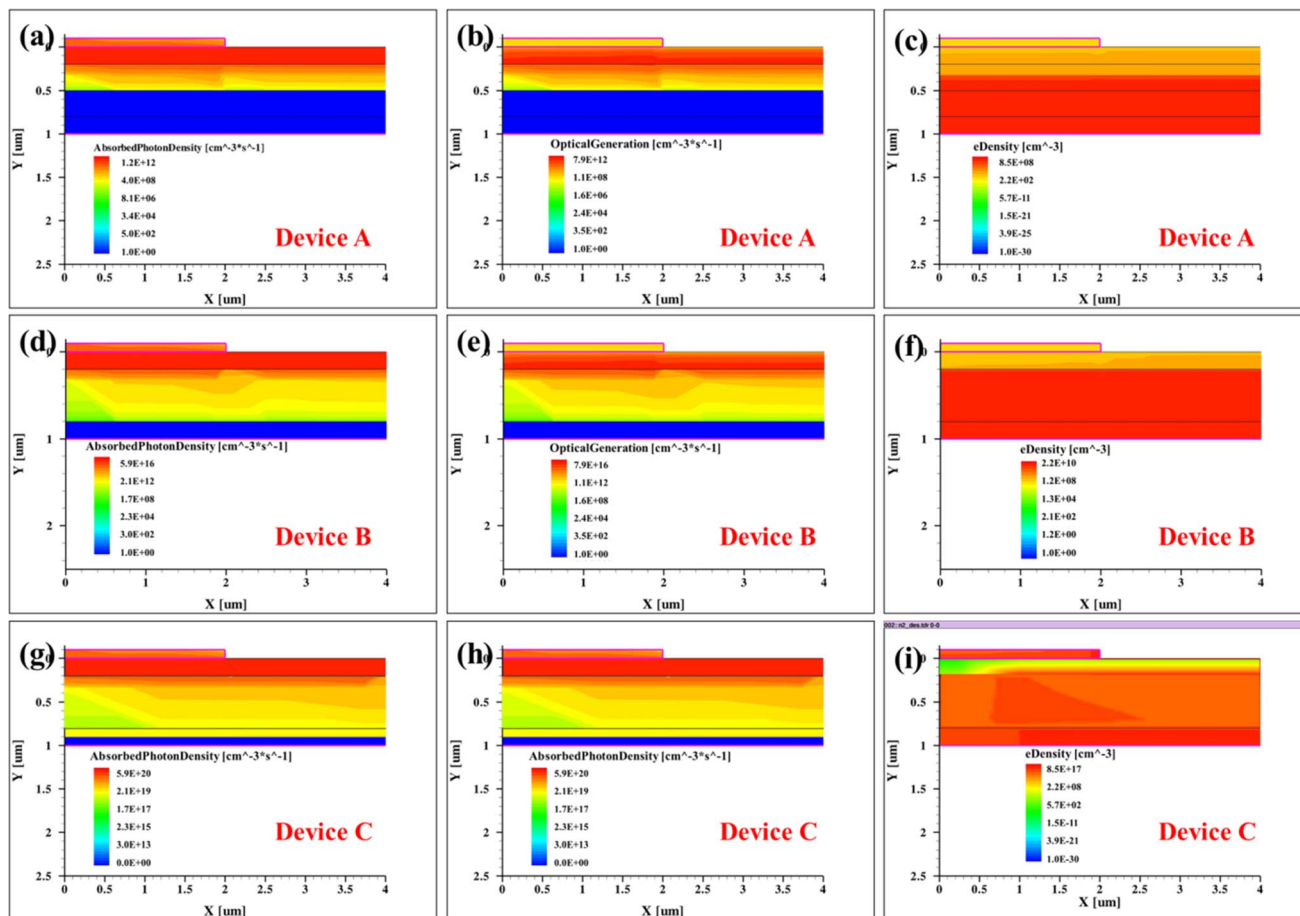 (a)
0
0.5
1
1.5
2
2.5
Y [um]
AbsorbedPhotonDensity [cm^-3*s^-1]
1.2E+12
4.0E+08
8.1E+06
3.4E+04
5.0E+02
1.0E+00
Device A
0 0.5 1 1.5 2 2.5 3 3.5 4
X [um]
(b)
0
0.5
1
1.5
2
2.5
Y [um]
OpticalGeneration [cm^-3*s^-1]
7.9E+12
1.1E+08
1.6E+06
2.4E+04
3.5E+02
1.0E+00
Device A
0 0.5 1 1.5 2 2.5 3 3.5 4
X [um]
(c)
0
0.5
1
1.5
2
2.5
Y [um]
eDensity [cm^-3]
8.5E+08
2.2E+02
5.7E-11
1.5E-21
3.9E-25
1.0E-30
Device A
0 0.5 1 1.5 2 2.5 3 3.5 4
X [um]
(d)
0
1
2
Y [um]
AbsorbedPhotonDensity [cm^-3*s^-1]
5.9E+16
2.1E+12
1.7E+08
2.3E+04
3.0E+02
1.0E+00
Device B
0 1 2 3 4
X [um]
(e)
0
1
2
Y [um]
OpticalGeneration [cm^-3*s^-1]
7.9E+16
1.1E+12
1.6E+08
2.4E+04
3.5E+02
1.0E+00
Device B
0 1 2 3 4
X [um]
(f)
0
1
2
Y [um]
eDensity [cm^-3]
2.2E+10
1.2E+08
1.3E+04
2.1E+02
1.2E+00
1.0E+00
Device B
0 1 2 3 4
X [um]
(g)
0
0.5
1
1.5
2
2.5
Y [um]
AbsorbedPhotonDensity [cm^-3*s^-1]
5.9E+20
2.1E+19
1.7E+17
2.3E+15
3.0E+13
0.0E+00
Device C
0 0.5 1 1.5 2 2.5 3 3.5 4
X [um]
(h)
0
0.5
1
1.5
2
2.5
Y [um]
AbsorbedPhotonDensity [cm^-3*s^-1]
5.9E+20
2.1E+19
1.7E+17
2.3E+15
3.0E+13
0.0E+00
Device C
0 0.5 1 1.5 2 2.5 3 3.5 4
X [um]
002: n2_des.tdr 0-0
(i)
0
0.5
1
1.5
2
2.5
Y [um]
eDensity [cm^-3]
8.5E+17
2.2E+08
5.7E+02
1.5E-11
3.9E-21
1.0E-30
Device C
0 0.5 1 1.5 2 2.5 3 3.5 4
X [um]